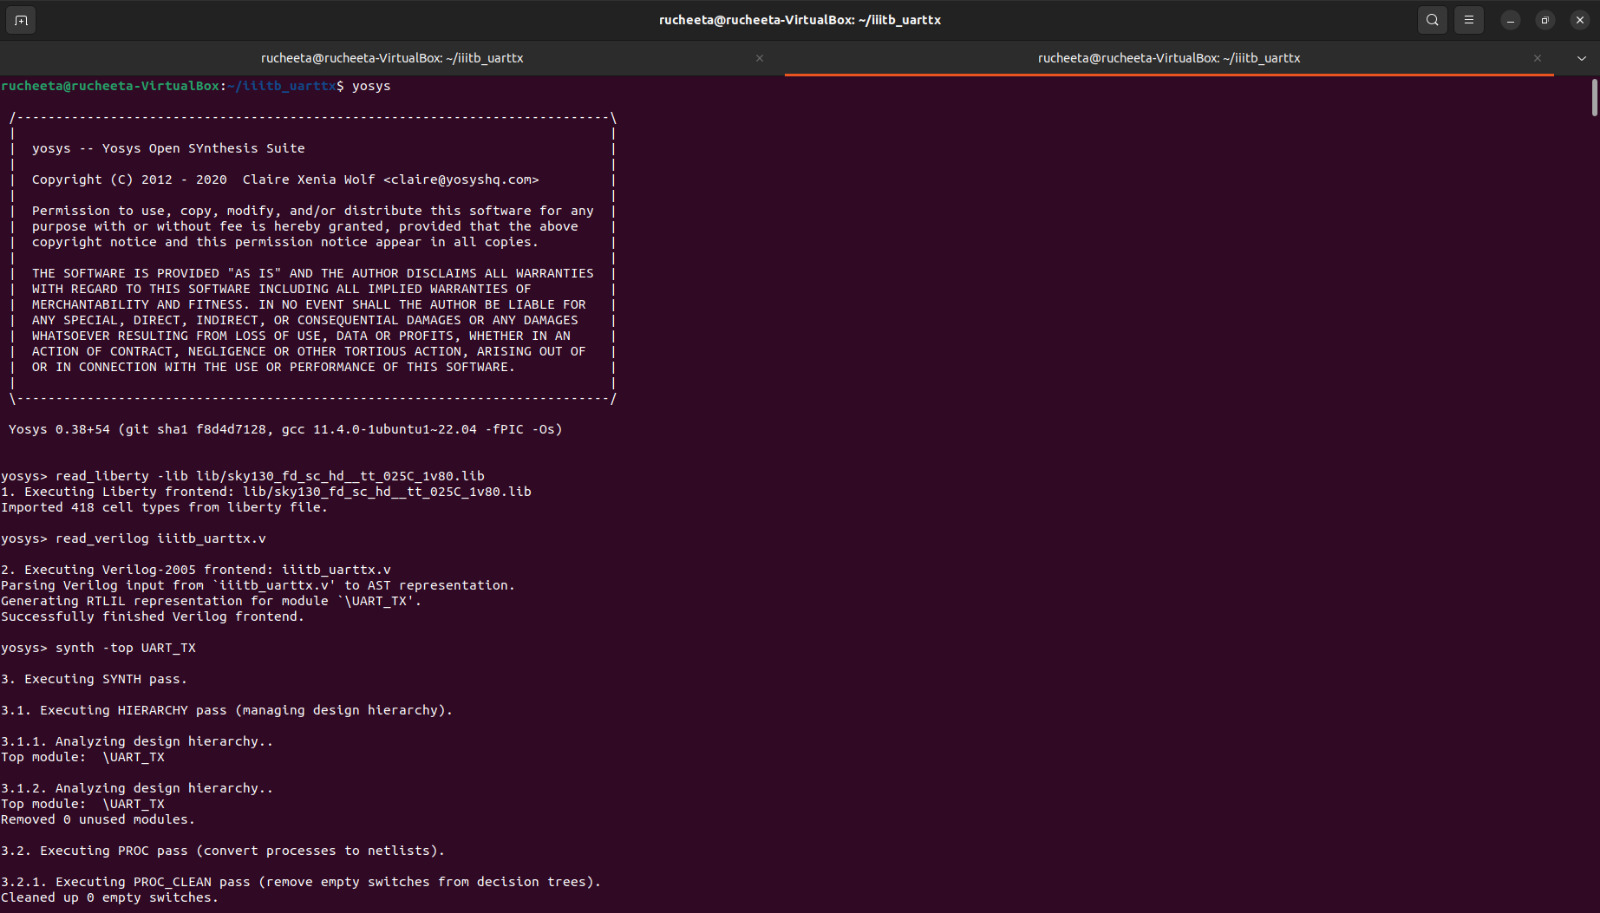 rucheeta@rucheeta-VirtualBox: ~/iiitb_uarttx
rucheeta@rucheeta-VirtualBox: ~/iiitb_uarttx
rucheeta@rucheeta-VirtualBox: ~/iiitb_uarttx
rucheeta@rucheeta-VirtualBox:~/iiitb_uarttx$ yosys
/----------------------------------------------------------------------------\
|                                                                            |
|  yosys -- Yosys Open SYnthesis Suite                                       |
|                                                                            |
|  Copyright (C) 2012 - 2020  Claire Xenia Wolf <claire@yosyshq.com>         |
|                                                                            |
|  Permission to use, copy, modify, and/or distribute this software for any  |
|  purpose with or without fee is hereby granted, provided that the above    |
|  copyright notice and this permission notice appear in all copies.         |
|                                                                            |
|  THE SOFTWARE IS PROVIDED "AS IS" AND THE AUTHOR DISCLAIMS ALL WARRANTIES  |
|  WITH REGARD TO THIS SOFTWARE INCLUDING ALL IMPLIED WARRANTIES OF          |
|  MERCHANTABILITY AND FITNESS. IN NO EVENT SHALL THE AUTHOR BE LIABLE FOR   |
|  ANY SPECIAL, DIRECT, INDIRECT, OR CONSEQUENTIAL DAMAGES OR ANY DAMAGES    |
|  WHATSOEVER RESULTING FROM LOSS OF USE, DATA OR PROFITS, WHETHER IN AN     |
|  ACTION OF CONTRACT, NEGLIGENCE OR OTHER TORTIOUS ACTION, ARISING OUT OF   |
|  OR IN CONNECTION WITH THE USE OR PERFORMANCE OF THIS SOFTWARE.            |
|                                                                            |
\----------------------------------------------------------------------------/
Yosys 0.38+54 (git sha1 f8d4d7128, gcc 11.4.0-1ubuntu1~22.04 -fPIC -Os)
yosys> read_liberty -lib lib/sky130_fd_sc_hd__tt_025C_1v80.lib
1. Executing Liberty frontend: lib/sky130_fd_sc_hd__tt_025C_1v80.lib
Imported 418 cell types from liberty file.
yosys> read_verilog iiitb_uarttx.v
2. Executing Verilog-2005 frontend: iiitb_uarttx.v
Parsing Verilog input from `iiitb_uarttx.v' to AST representation.
Generating RTLIL representation for module `\UART_TX'.
Successfully finished Verilog frontend.
yosys> synth -top UART_TX
3. Executing SYNTH pass.
3.1. Executing HIERARCHY pass (managing design hierarchy).
3.1.1. Analyzing design hierarchy..
Top module:  \UART_TX
3.1.2. Analyzing design hierarchy..
Top module:  \UART_TX
Removed 0 unused modules.
3.2. Executing PROC pass (convert processes to netlists).
3.2.1. Executing PROC_CLEAN pass (remove empty switches from decision trees).
Cleaned up 0 empty switches.